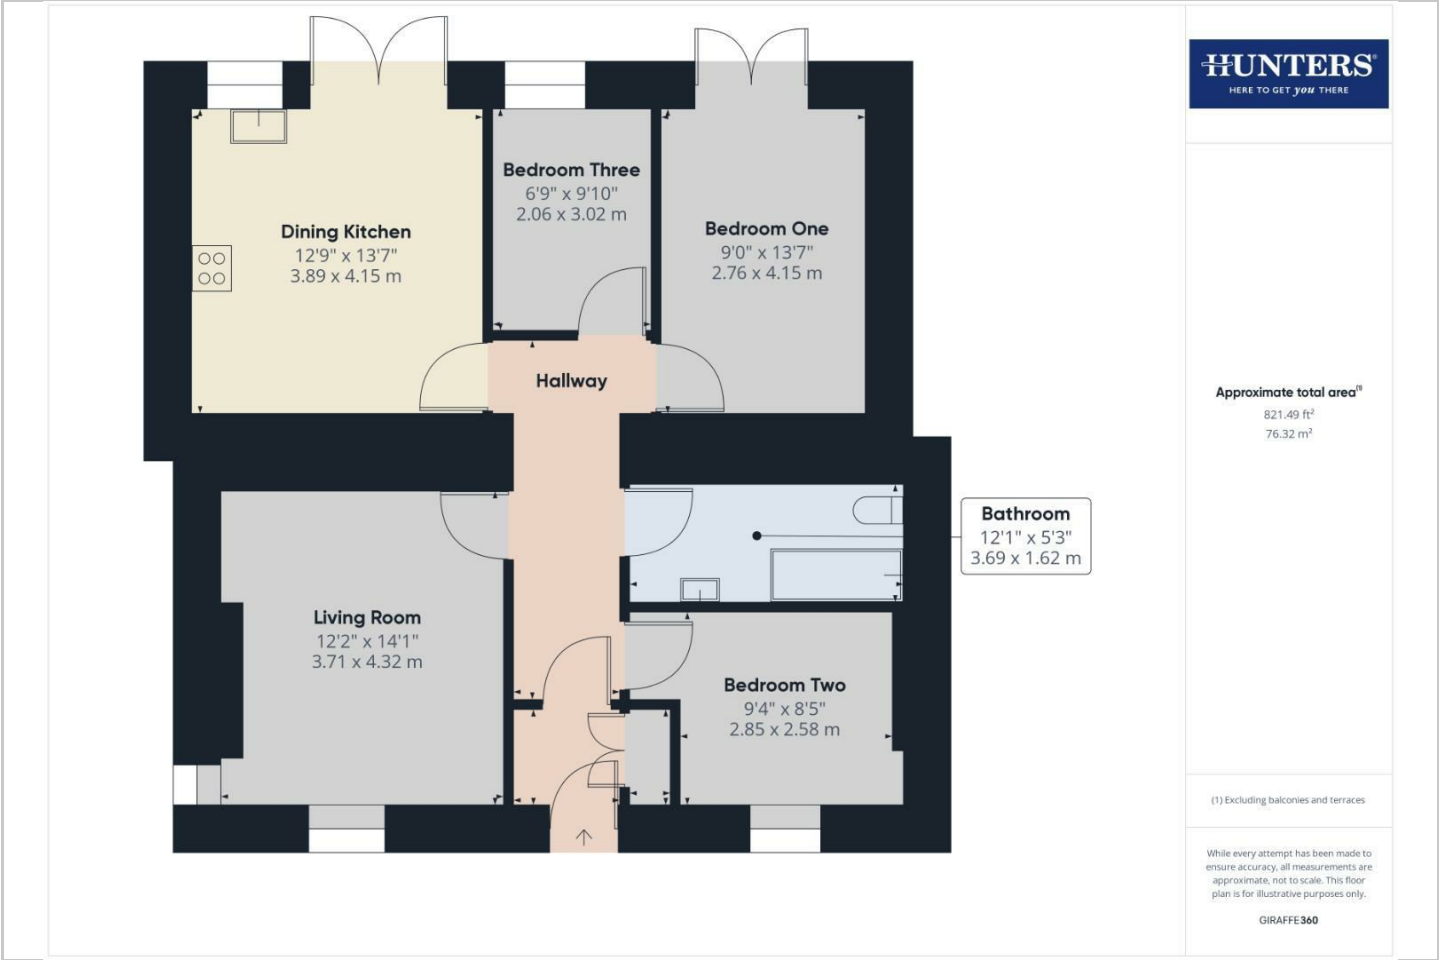 HUNTERS®
HERE TO GET you THERE
Bedroom Three
6'9" x 9'10"
2.06 x 3.02 m
Dining Kitchen
12'9" x 13'7"
3.89 x 4.15 m
Bedroom One
9'0" x 13'7"
2.76 x 4.15 m
Hallway
Approximate total area(1)
821.49 ft²
76.32 m²
Bathroom
12'1" x 5'3"
3.69 x 1.62 m
Living Room
12'2" x 14'1"
3.71 x 4.32 m
Bedroom Two
9'4" x 8'5"
2.85 x 2.58 m
(1) Excluding balconies and terraces
While every attempt has been made to
ensure accuracy, all measurements are
approximate, not to scale. This floor
plan is for illustrative purposes only.
GIRAFFE360